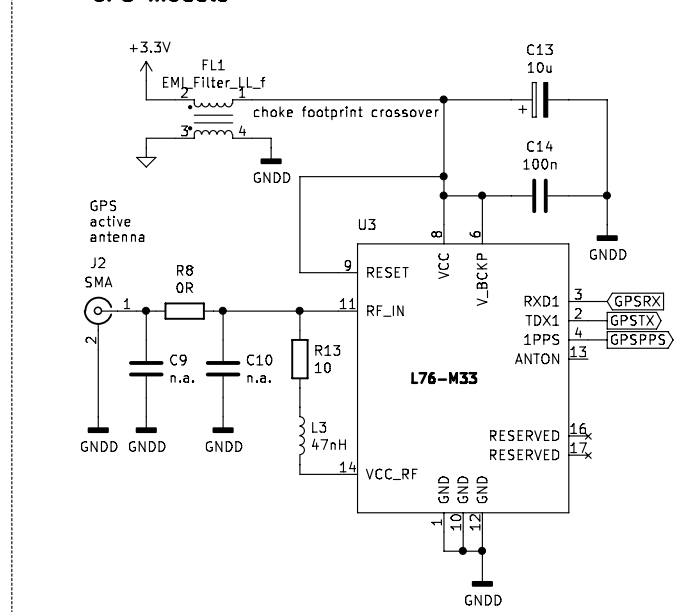 +3.3V
FL1
EMI_Filter_LL_f
2
1
3
4
choke footprint crossover
GNDD
C13
10u
+
C14
100n
GNDD
GPS
active
antenna
J2
SMA
1
2
R8
0R
C9
n.a.
C10
n.a.
R13
10
L3
47nH
GNDD
GNDD
GNDD
U3
8
6
VCC
V_BCKP
9
RESET
11
RF_IN
14
VCC_RF
L76-M33
RXD1
3
GPSRX
TDX1
2
GPSTX
1PPS
4
GPSPPS
ANTON
13
RESERVED
16
RESERVED
17
GND
GND
GND
1
10
12
GNDD